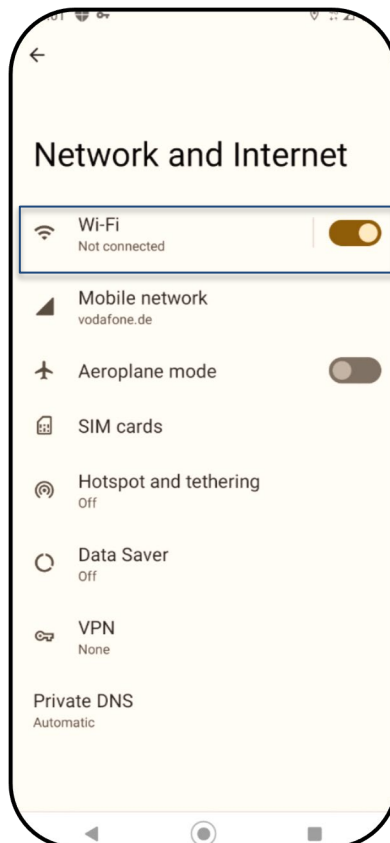 Network and Internet
Wi-Fi
Not connected
Mobile network
vodafone.de
Aeroplane mode
SIM cards
Hotspot and tethering
Off
Data Saver
Off
VPN
None
Private DNS
Automatic